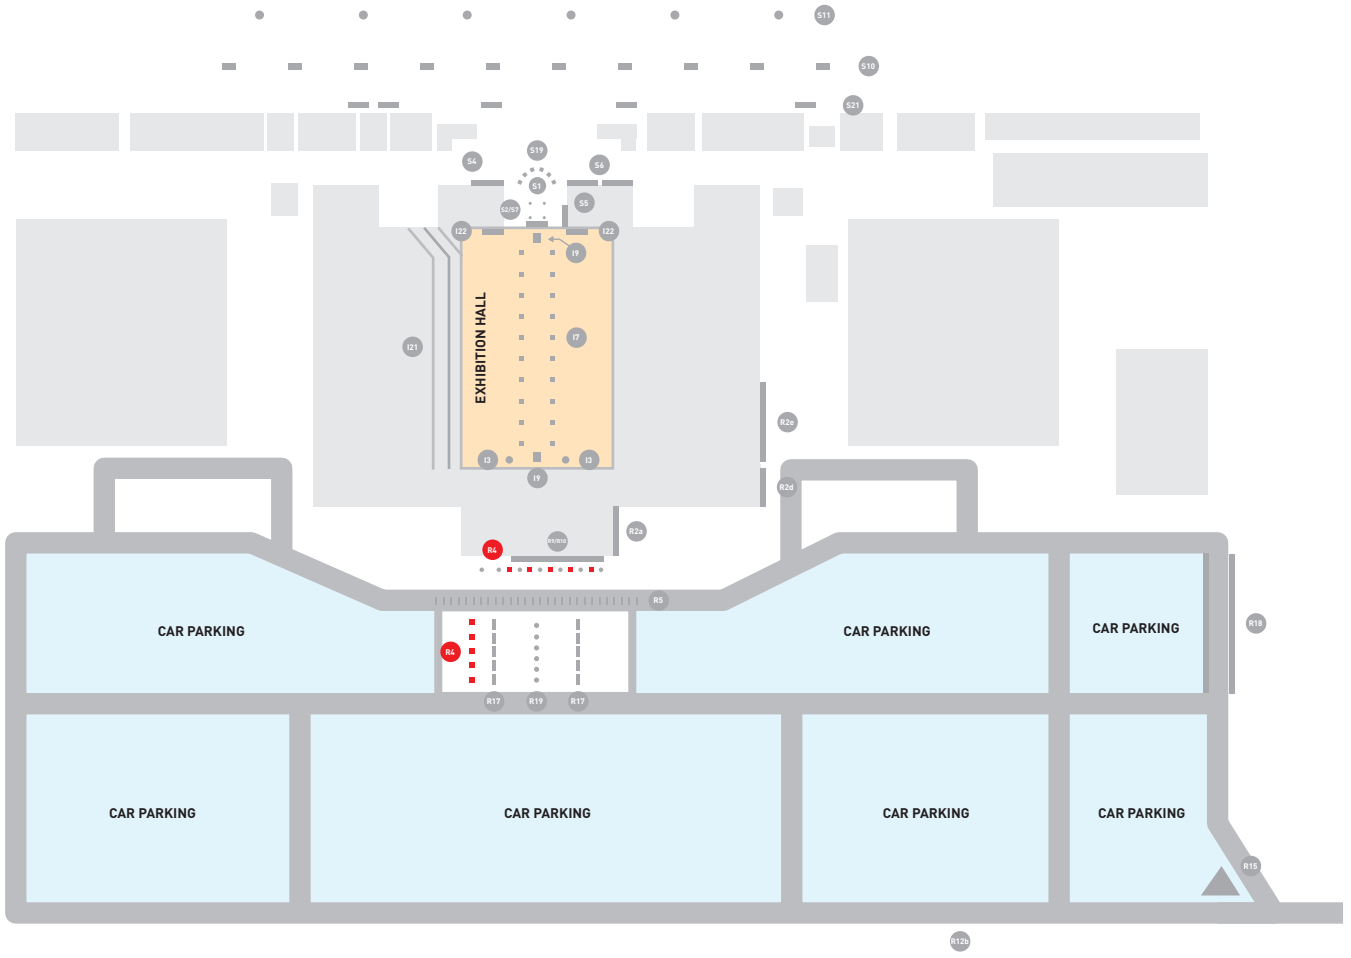 S11
S10
S21
S19
S4
S6
S1
S5
S2/S7
I22
I22
I9
EXHIBITION HALL
I7
I21
R2e
I3
I3
I9
R2d
R2a
R9/R10
R4
R5
CAR PARKING
CAR PARKING
CAR PARKING
R18
R4
R17
R19
R17
CAR PARKING
CAR PARKING
CAR PARKING
CAR PARKING
R15
R12b